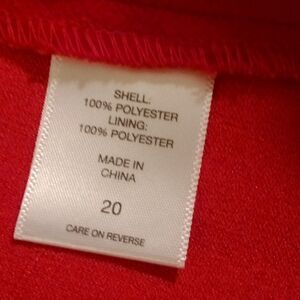 SHELL:
100% POLYESTER
LINING:
100% POLYESTER
MADE IN
CHINA
20
CARE ON REVERSE